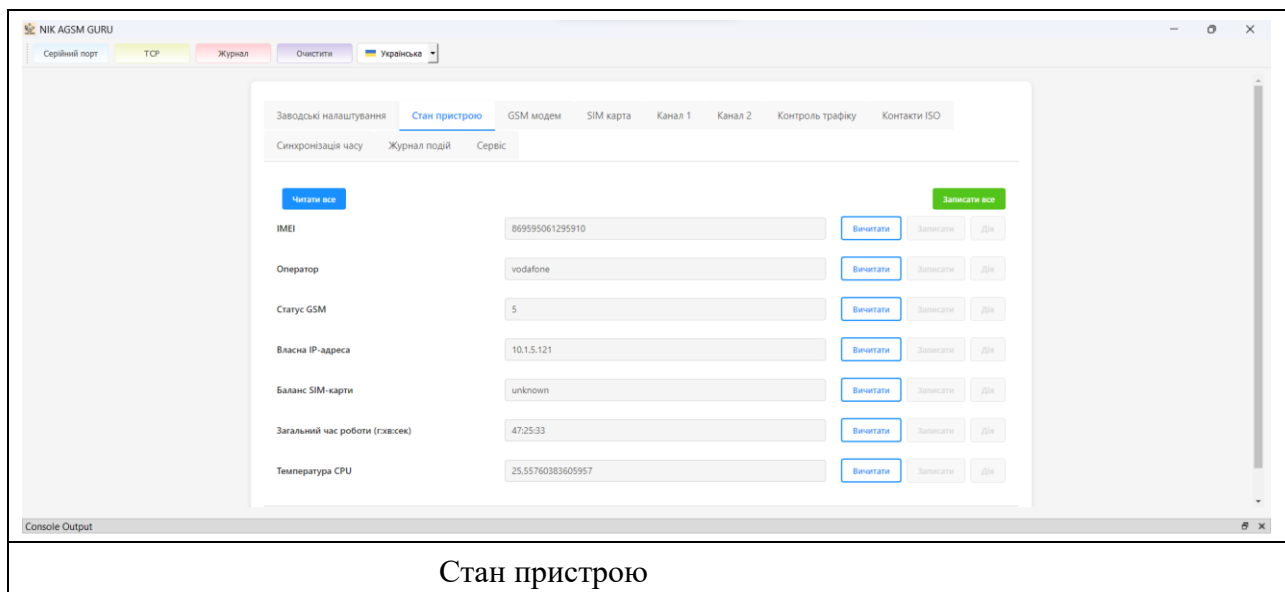 NIK AGSM GURU
Серійний порт TCP Журнал Очистити Українська
Заводські налаштування Стан пристрою GSM модем SIM карта Канал 1 Канал 2 Контроль трафіку Контакти ISO
Синхронізація часу Журнал подій Сервіс
Читати все Записати все
IMEI 869595061295910 Вичитати Записати Дія
Оператор vodafone Вичитати Записати Дія
Статус GSM 5 Вичитати Записати Дія
Власна IP-адреса 10.1.5.121 Вичитати Записати Дія
Баланс SIM-карти unknown Вичитати Записати Дія
Загальний час роботи (г:хв:сек) 47:25:33 Вичитати Записати Дія
Температура CPU 25,55760383605957 Вичитати Записати Дія
Console Output
Стан пристрою